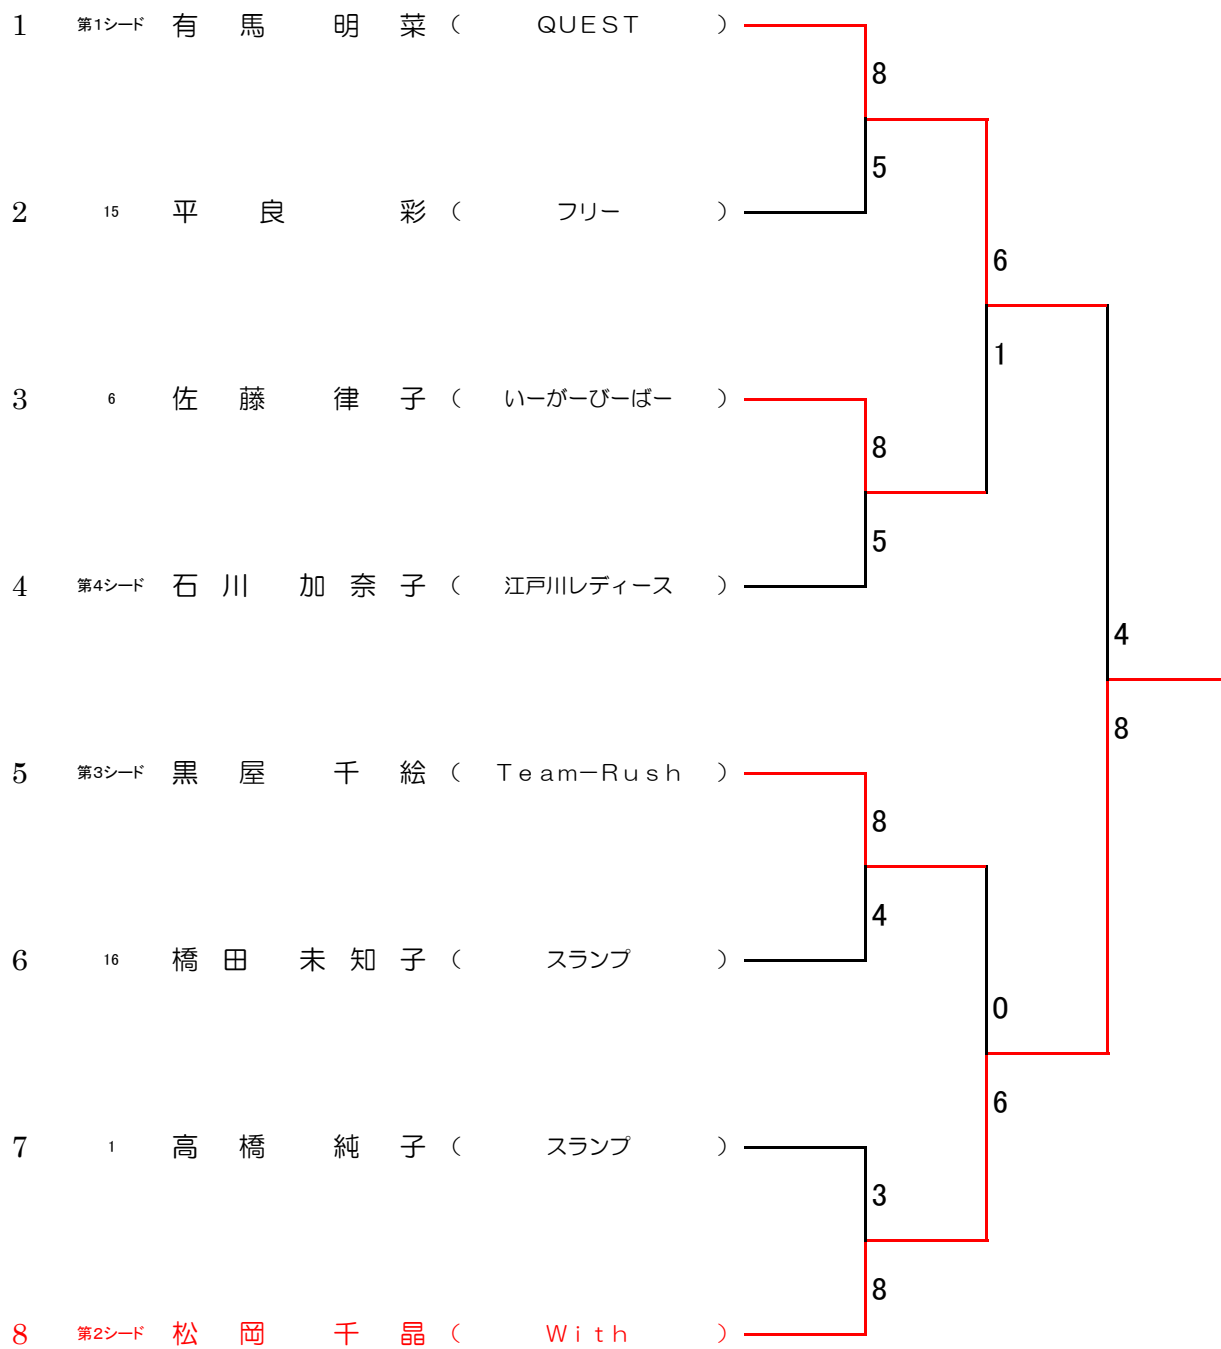 1 第1シード 有馬 明菜 ( QUEST )
8
5
2 15 平良 彩 ( フリー )
6
1
3 6 佐藤 律子 ( いーがーびーばー )
8
5
4 第4シード 石川 加奈子 ( 江戸川レディース )
4
8
5 第3シード 黒屋 千絵 ( Team－Rush )
8
4
6 16 橋田 未知子 ( スランプ )
0
6
7 1 高橋 純子 ( スランプ )
3
8
8 第2シード 松岡 千晶 ( With )